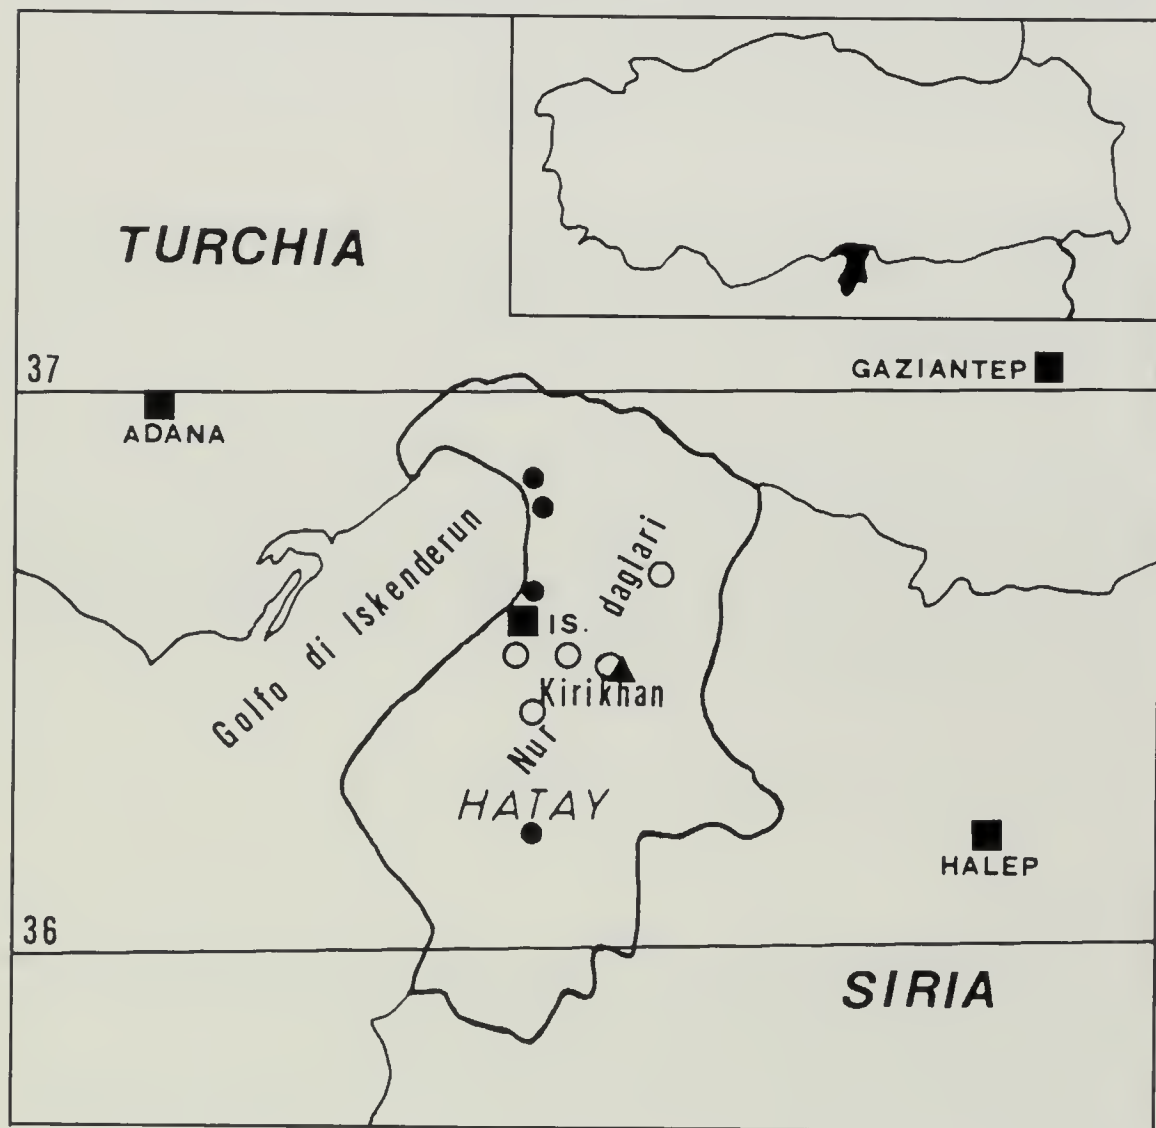 TURCHIA
37
GAZIANTEP
ADANA
Golfo di Iskenderun
daglari
IS.
Kirikhan
Nur
HATAY
HALEP
36
SIRIA